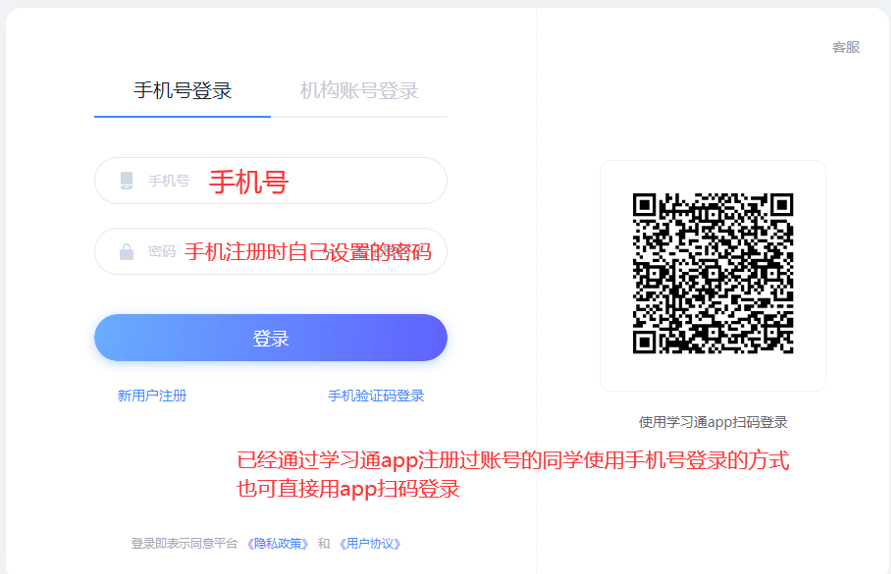 客服
手机号登录
机构账号登录
手机号 手机号
密码 手机注册时自己设置的密码
登录
新用户注册
手机验证码登录
使用学习通app扫码登录
已经通过学习通app注册过账号的同学使用手机号登录的方式
也可直接用app扫码登录
登录即表示同意平台 《隐私政策》 和 《用户协议》